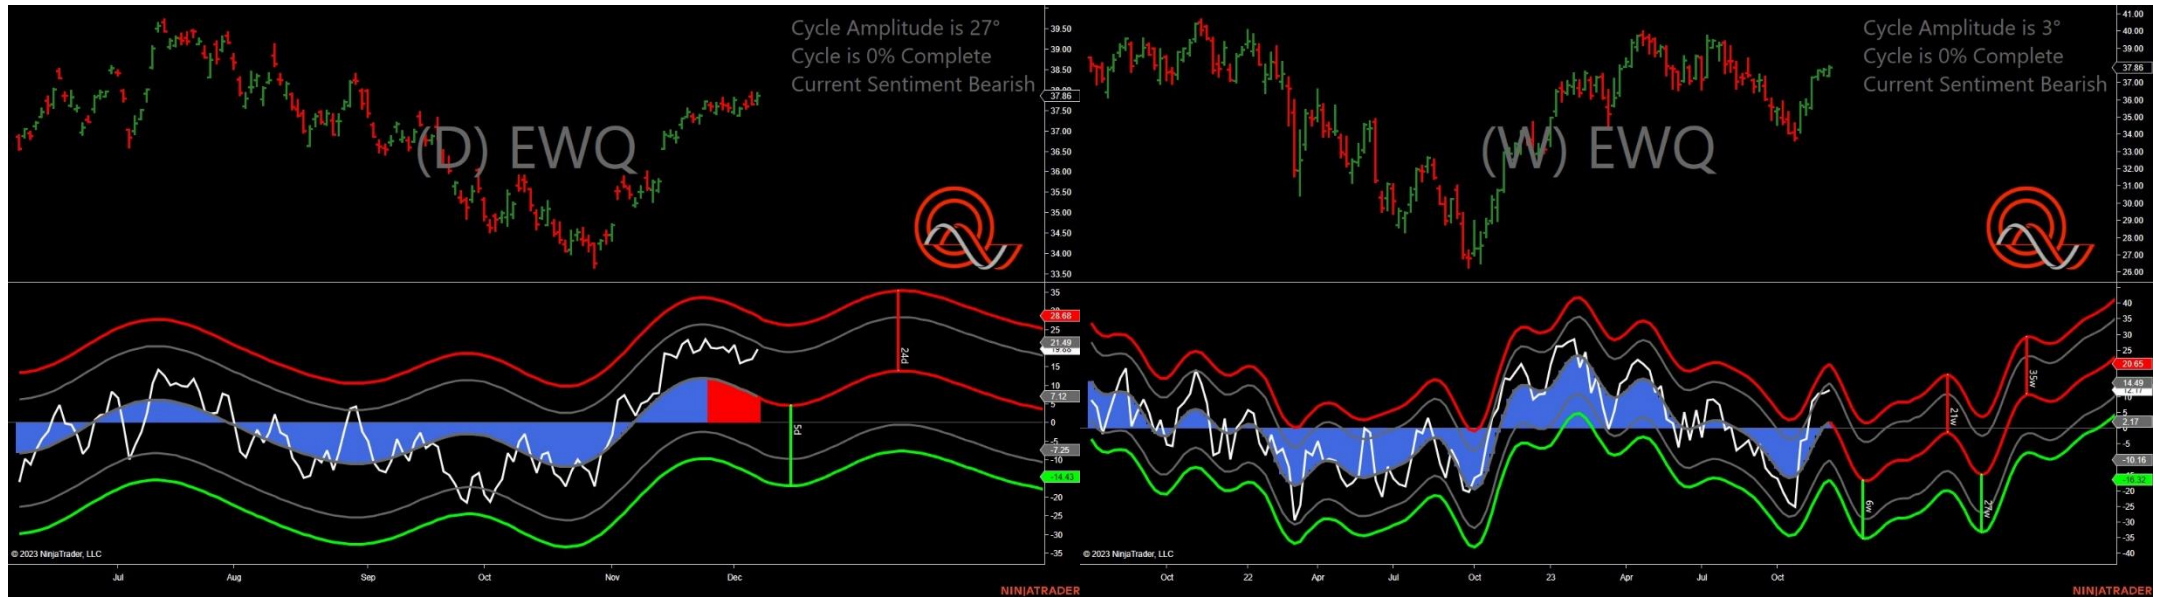 Cycle Amplitude is 27°
Cycle is 0% Complete
Current Sentiment Bearish
(D) EWQ
39.50
39.00
38.50
38.00
37.86
37.50
37.00
36.50
36.00
35.50
35.00
34.50
34.00
33.50
35
28.68
25
21.49
19.88
15
10
7.12
5
0
-5
-7.25
-10
-14.43
-20
-25
-30
-35
24d
5d
© 2023 NinjaTrader, LLC
Jul
Aug
Sep
Oct
Nov
Dec
NINJATRADER
Cycle Amplitude is 3°
Cycle is 0% Complete
Current Sentiment Bearish
(W) EWQ
41.00
40.00
39.00
37.86
37.00
36.00
35.00
34.00
33.00
32.00
31.00
30.00
29.00
28.00
27.00
26.00
40
35
30
25
20.65
14.49
12.17
10
5
2.17
-5
-10.16
-16.32
-20
-25
-30
-35
-40
6w
21w
27w
35w
© 2023 NinjaTrader, LLC
Oct
22
Apr
Jul
Oct
23
Apr
Jul
Oct
NINJATRADER